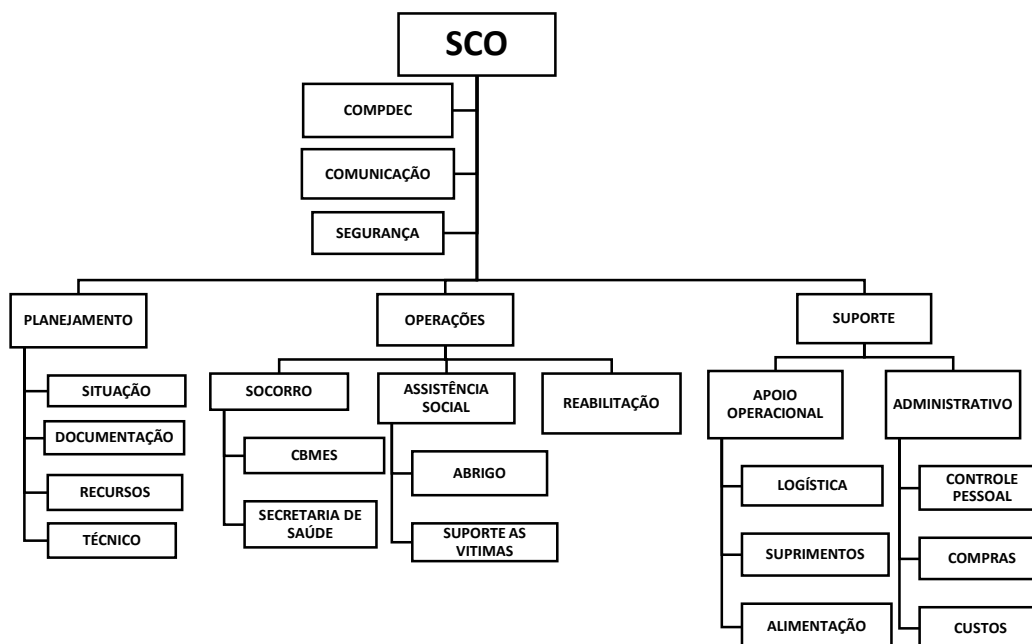 SCO
COMPDEC
COMUNICAÇÃO
SEGURANÇA
PLANEJAMENTO
SITUAÇÃO
DOCUMENTAÇÃO
RECURSOS
TÉCNICO
OPERAÇÕES
SOCORRO
CBMES
SECRETARIA DE
SAÚDE
ASSISTÊNCIA
SOCIAL
ABRIGO
SUPORTE AS
VITIMAS
REABILITAÇÃO
SUPORTE
APOIO
OPERACIONAL
LOGÍSTICA
SUPRIMENTOS
ALIMENTAÇÃO
ADMINISTRATIVO
CONTROLE
PESSOAL
COMPRAS
CUSTOS